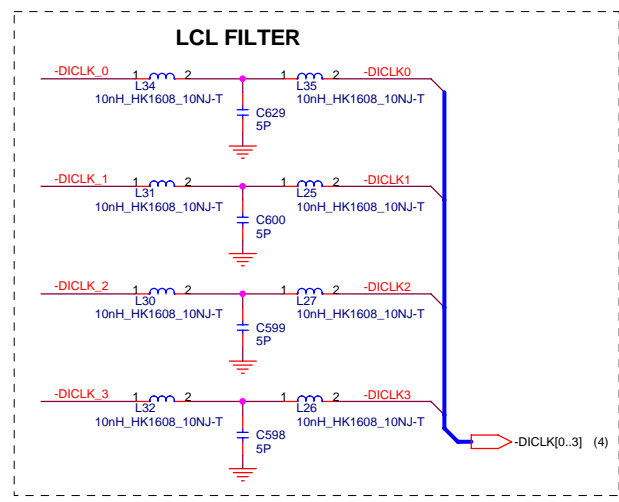 LCL FILTER
-DICLK_0 1 2 1 2 -DICLK0
L34 L35
10nH_HK1608_10NJ-T 10nH_HK1608_10NJ-T
C629
5P
-DICLK_1 1 2 1 2 -DICLK1
L31 L25
10nH_HK1608_10NJ-T 10nH_HK1608_10NJ-T
C600
5P
-DICLK_2 1 2 1 2 -DICLK2
L30 L27
10nH_HK1608_10NJ-T 10nH_HK1608_10NJ-T
C599
5P
-DICLK_3 1 2 1 2 -DICLK3
L32 L26
10nH_HK1608_10NJ-T 10nH_HK1608_10NJ-T
C598
5P
-DICLK[0..3] (4)